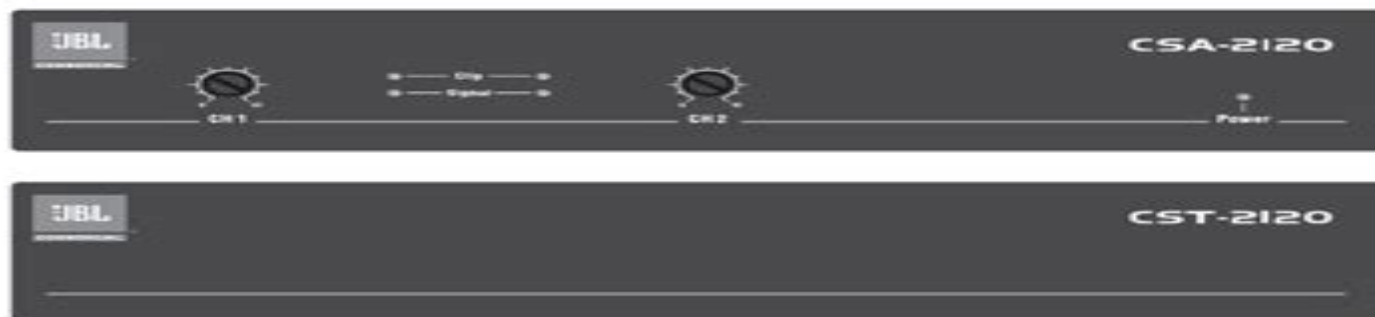 JBL
CSA-2120
Clip
Signal
CH 1
CH 2
Power
JBL
CST-2120